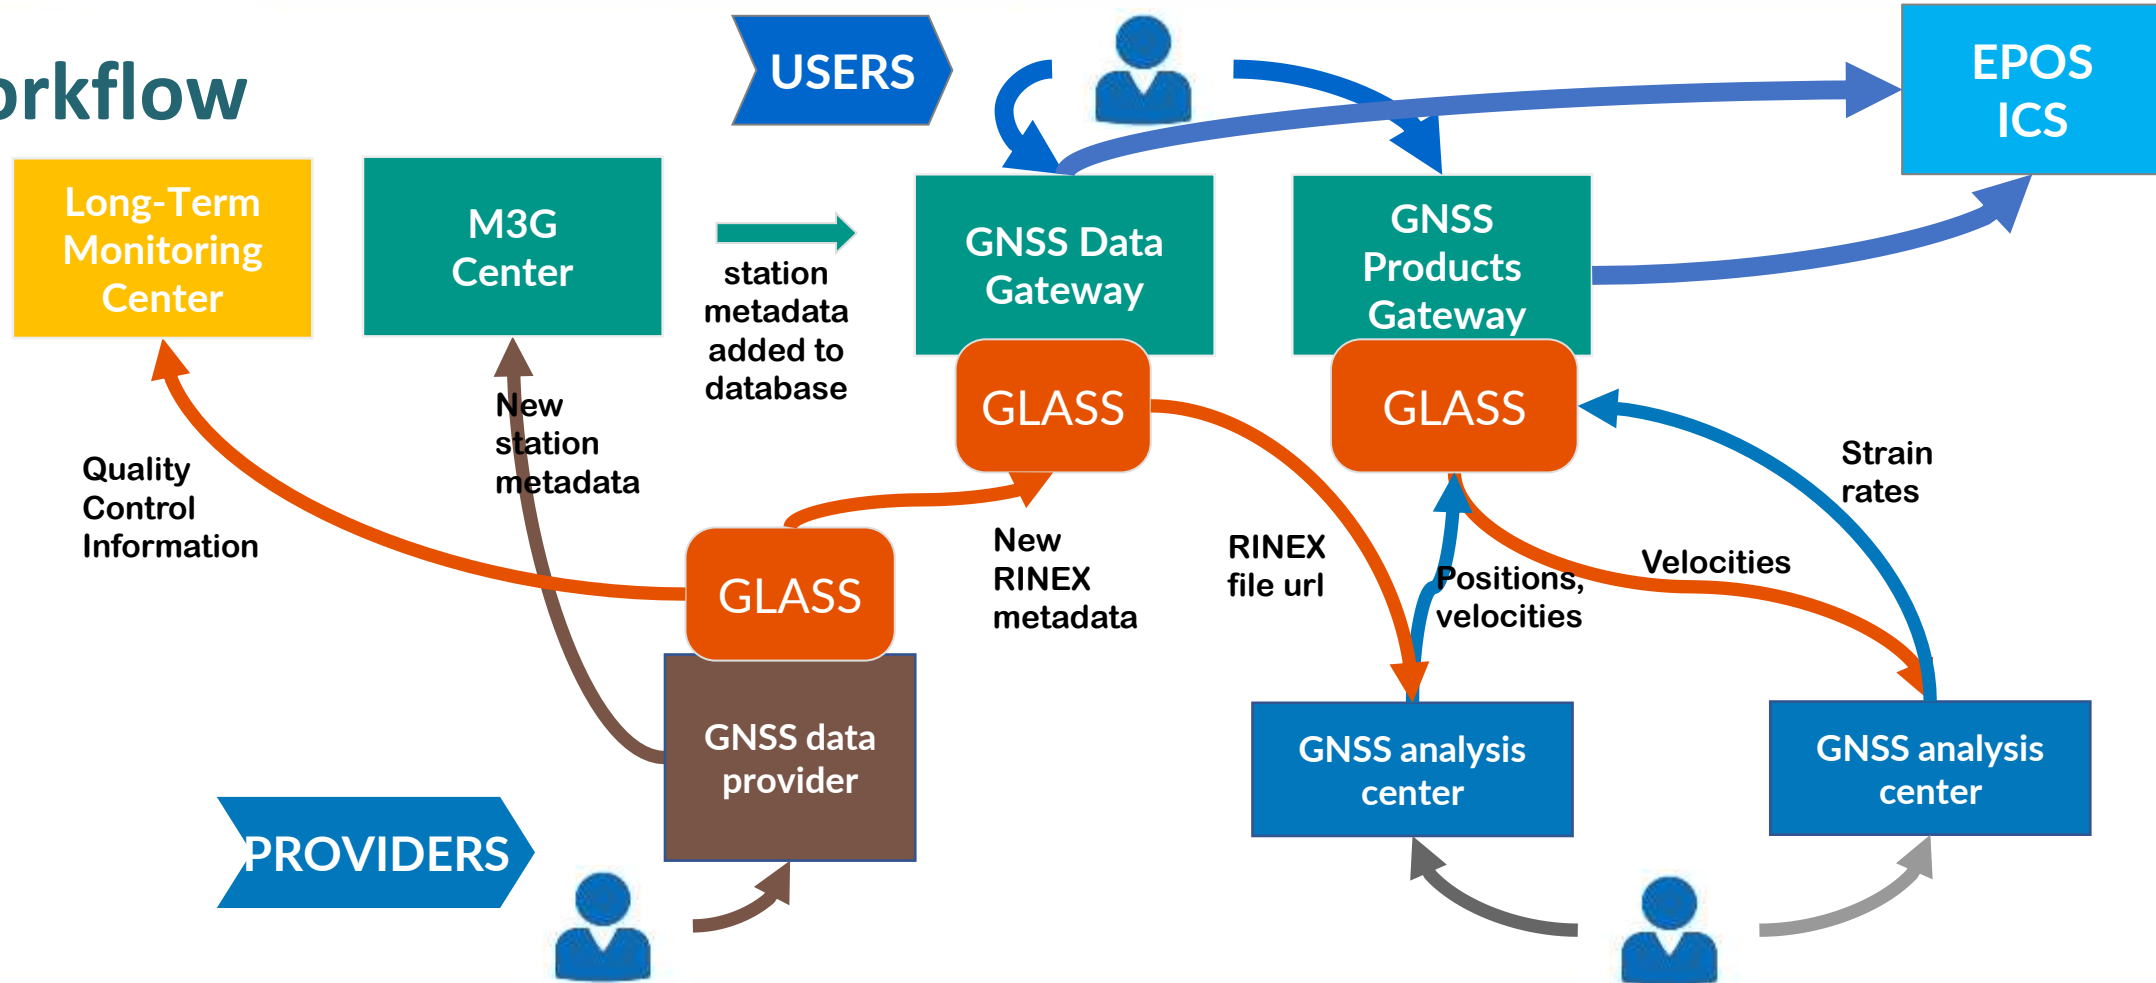 orkflow
USERS
EPOS
ICS
Long-Term
Monitoring
Center
M3G
Center
station
metadata
added to
database
GNSS Data
Gateway
GNSS
Products
Gateway
GLASS
GLASS
New
station
metadata
Quality
Control
Information
Strain
rates
GLASS
New
RINEX
metadata
RINEX
file url
Positions,
velocities
Velocities
GNSS data
provider
GNSS analysis
center
GNSS analysis
center
PROVIDERS